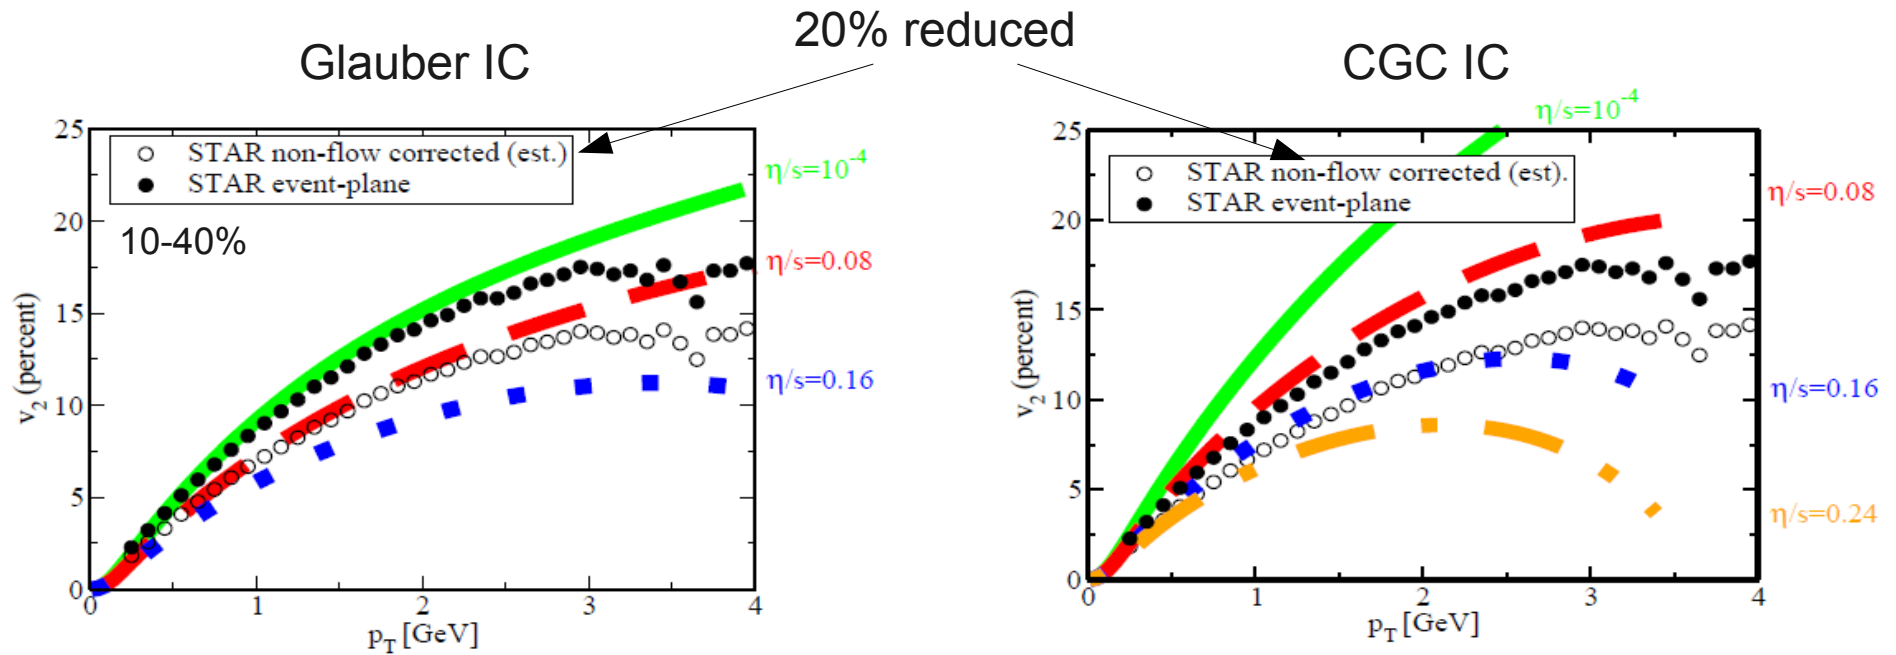 20% reduced
Glauber IC
CGC IC
25
20
15
10
5
0
v2 (percent)
STAR non-flow corrected (est.)
STAR event-plane
10-40%
η/s=10-4
η/s=0.08
η/s=0.16
0 1 2 3 4
pT [GeV]
η/s=10-4
25
20
15
10
5
0
v2 (percent)
STAR non-flow corrected (est).
STAR event-plane
η/s=0.08
η/s=0.16
η/s=0.24
0 1 2 3 4
pT [GeV]